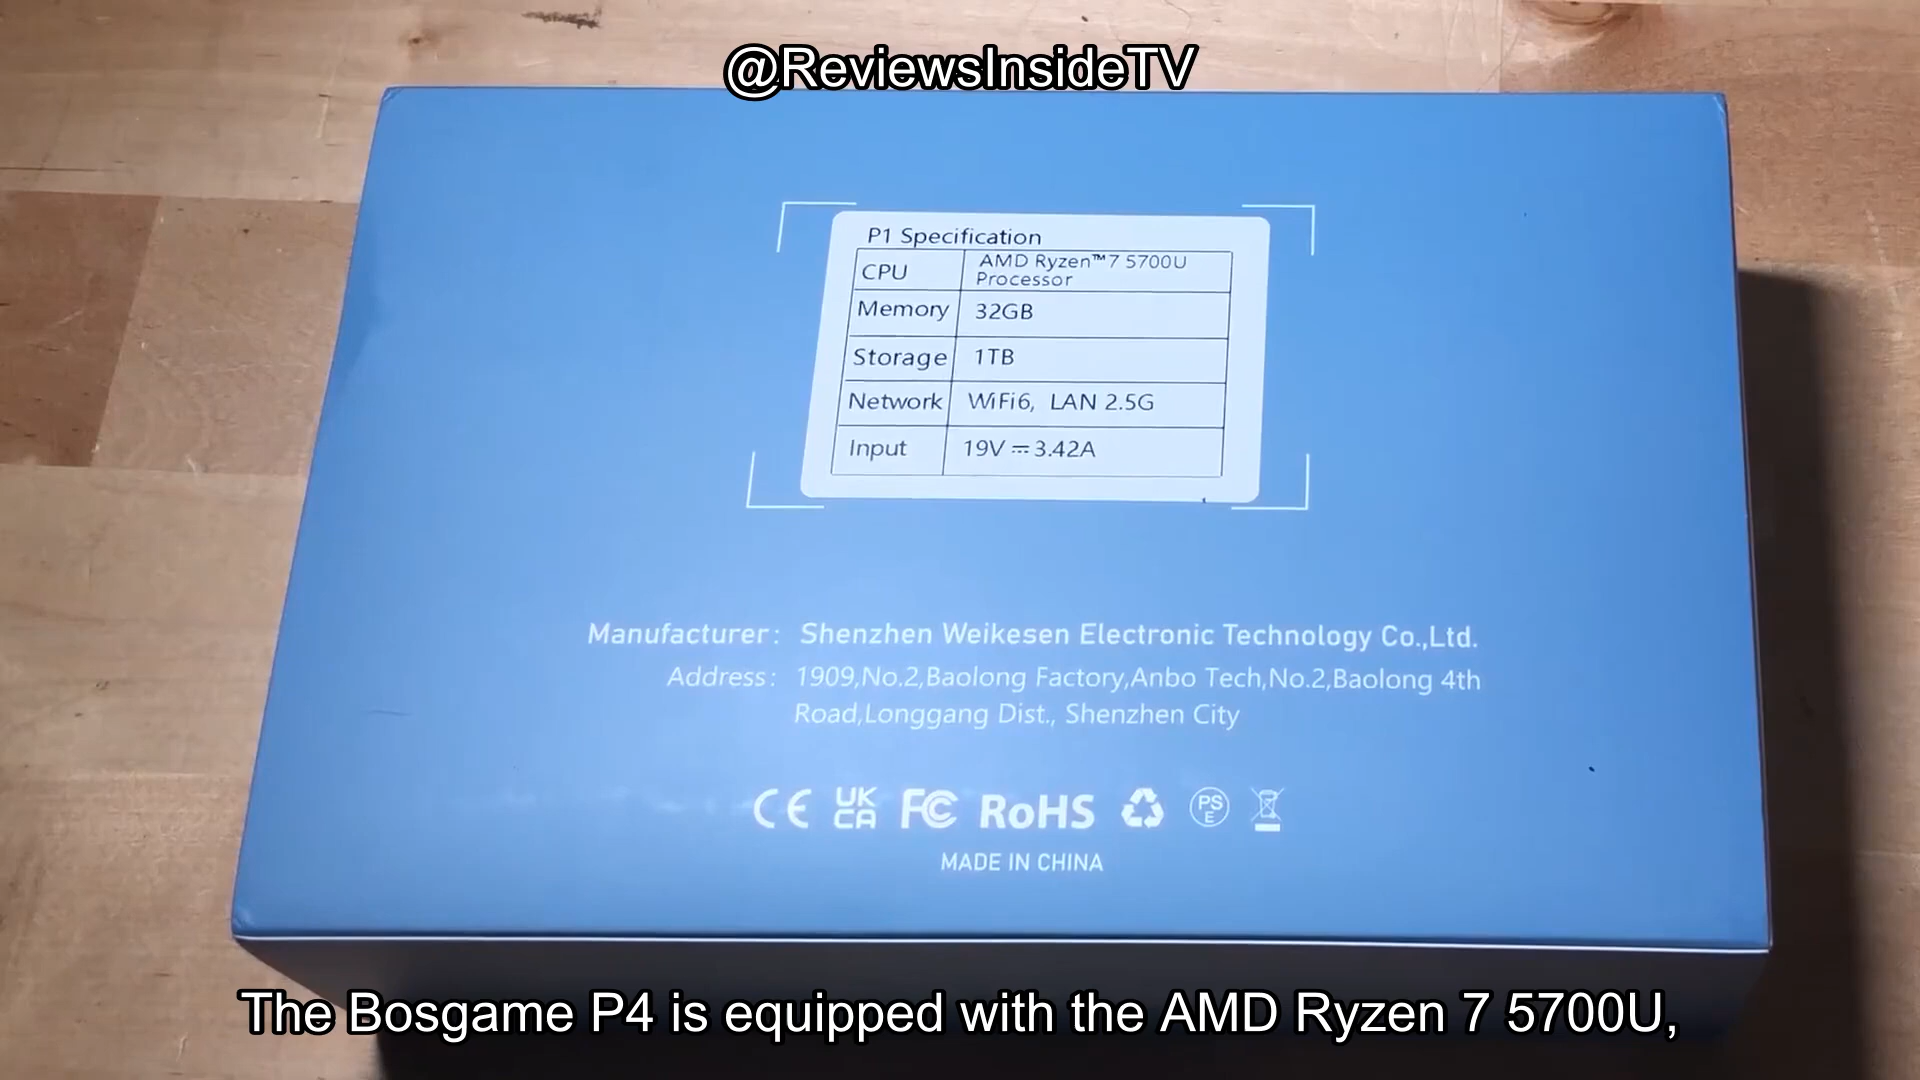 @ReviewsInsideTV
P1 Specification
CPU AMD Ryzen™7 5700U
Processor
Memory 32GB
Storage 1TB
Network WiFi6, LAN 2.5G
Input 19V⎓3.42A
Manufacturer: Shenzhen Weikesen Electronic Technology Co.,Ltd.
Address: 1909,No.2,Baolong Factory,Anbo Tech,No.2,Baolong 4th
Road,Longgang Dist., Shenzhen City
CE UK CA FC RoHS PS E
MADE IN CHINA
The Bosgame P4 is equipped with the AMD Ryzen 7 5700U,